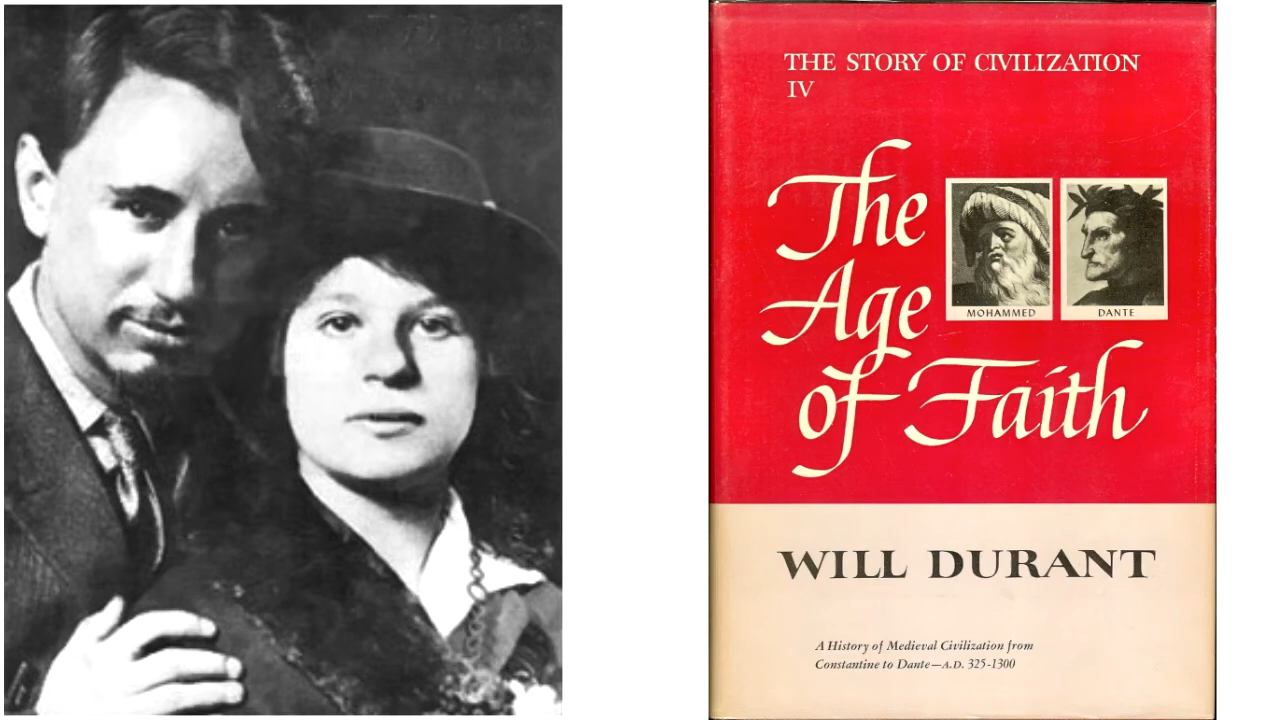 THE STORY OF CIVILIZATION
IV
The
Age
of Faith
MOHAMMED
DANTE
WILL DURANT
A History of Medieval Civilization from
Constantine to Dante—A.D. 325-1300